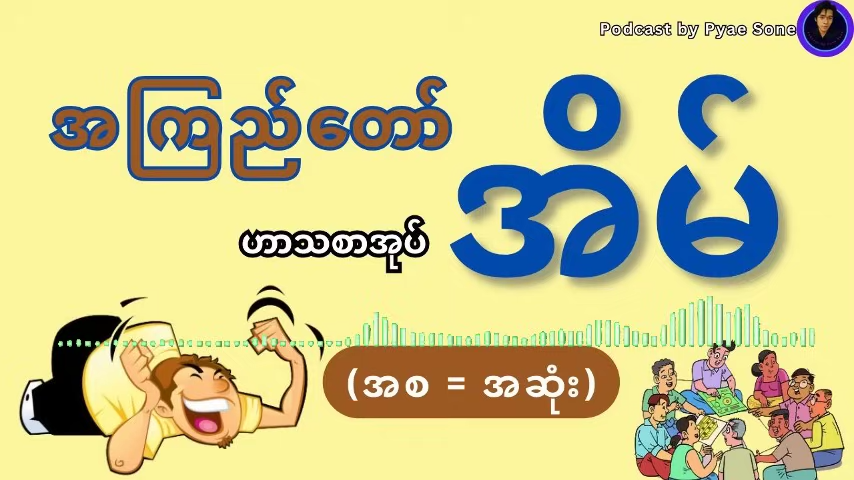 Podcast by Pyae Sone
အကြည်တော်
အိမ်
ဟာသစာအုပ်
(အစ = အဆုံး)